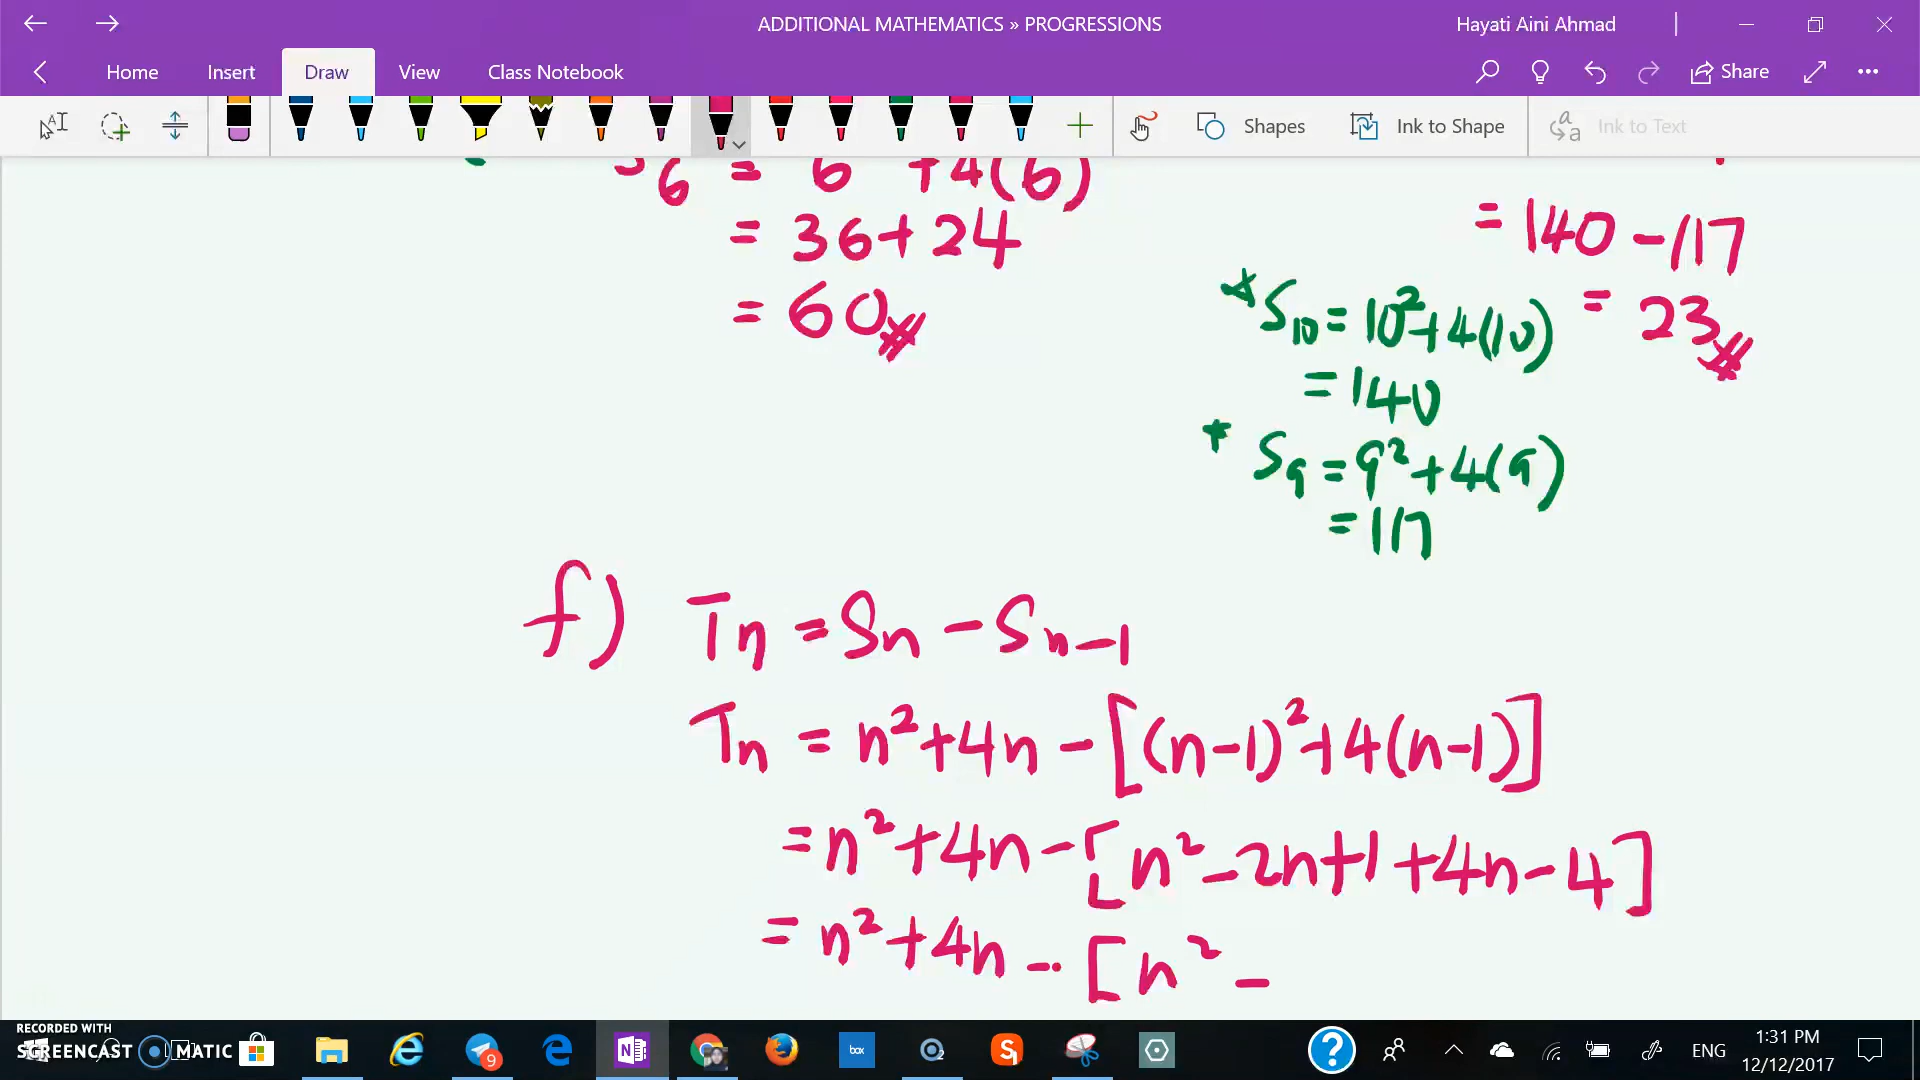 ADDITIONAL MATHEMATICS » PROGRESSIONS
Hayati Aini Ahmad
Home Insert Draw View Class Notebook
Share
Shapes Ink to Shape Ink to Text
S₆ = 6 +4(6)
= 36+24
= 60
= 140 - 117
= 23
* S₁₀ = 10²+4(10)
= 140
* S₉ = 9²+4(9)
= 117
f) Tₙ = Sₙ - Sₙ₋₁
Tₙ = n²+4n - [(n-1)²+4(n-1)]
= n²+4n - [n² - 2n+1+4n-4]
= n²+4n - [n² -
RECORDED WITH
SCREENCAST MATIC
9
box
ENG
1:31 PM
12/12/2017